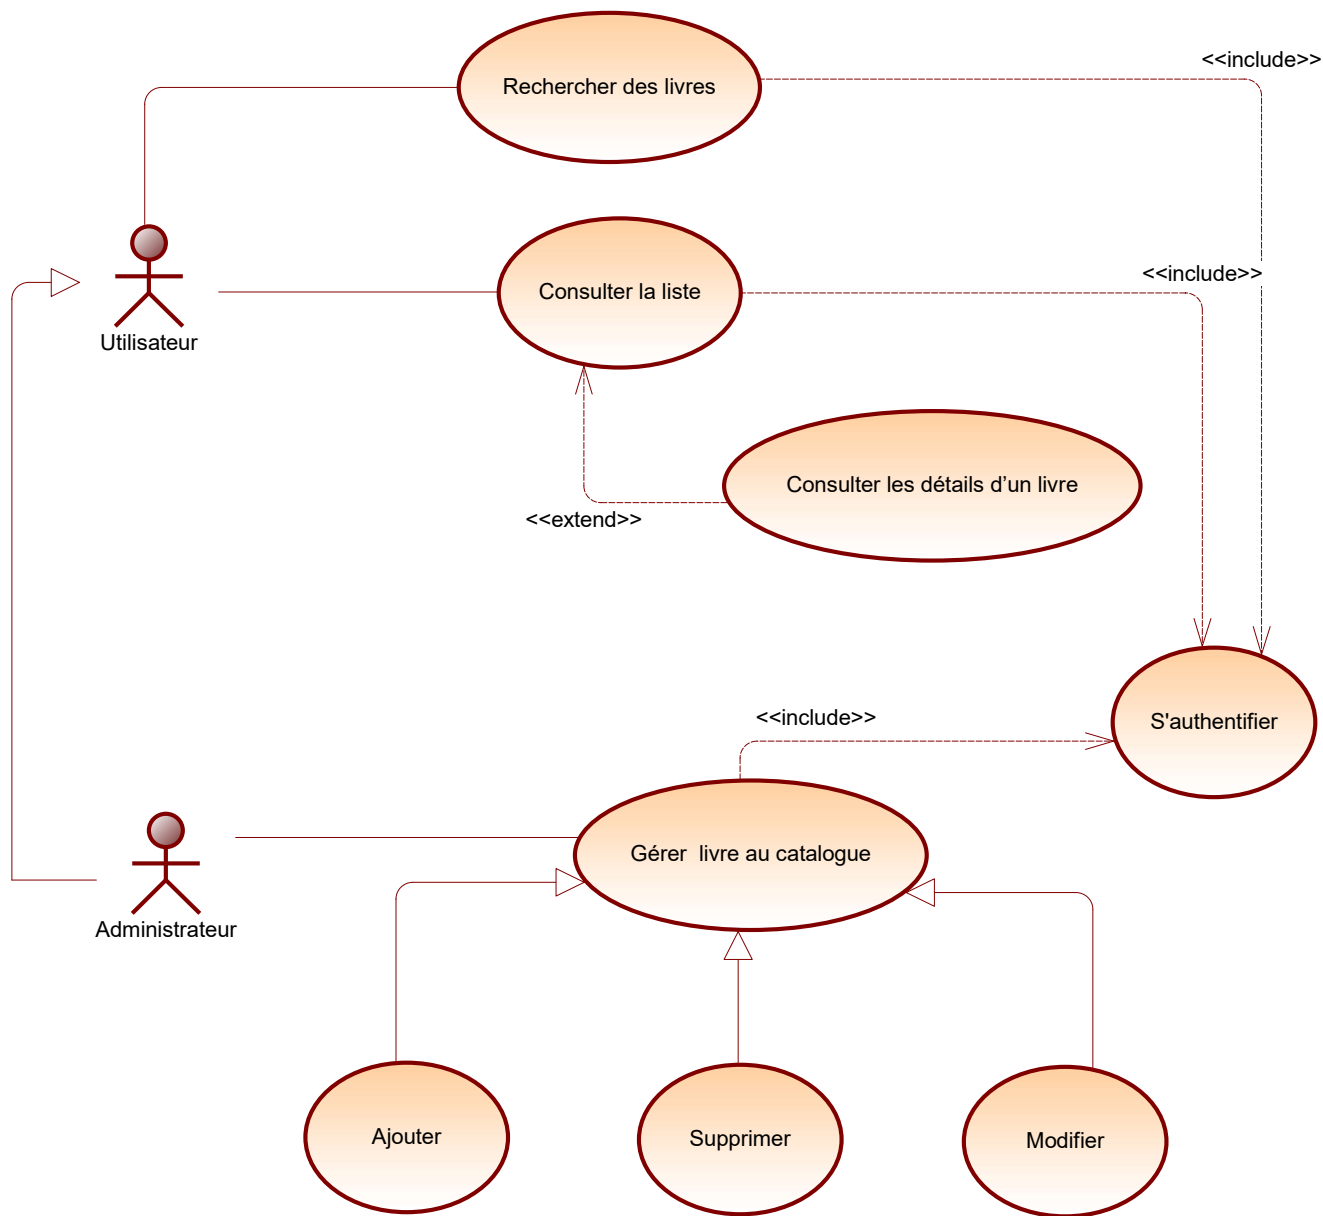 <<include>>
Rechercher des livres
<<include>>
Consulter la liste
Utilisateur
Consulter les détails d’un livre
<<extend>>
<<include>>
S'authentifier
Gérer  livre au catalogue
Administrateur
Ajouter
Supprimer
Modifier